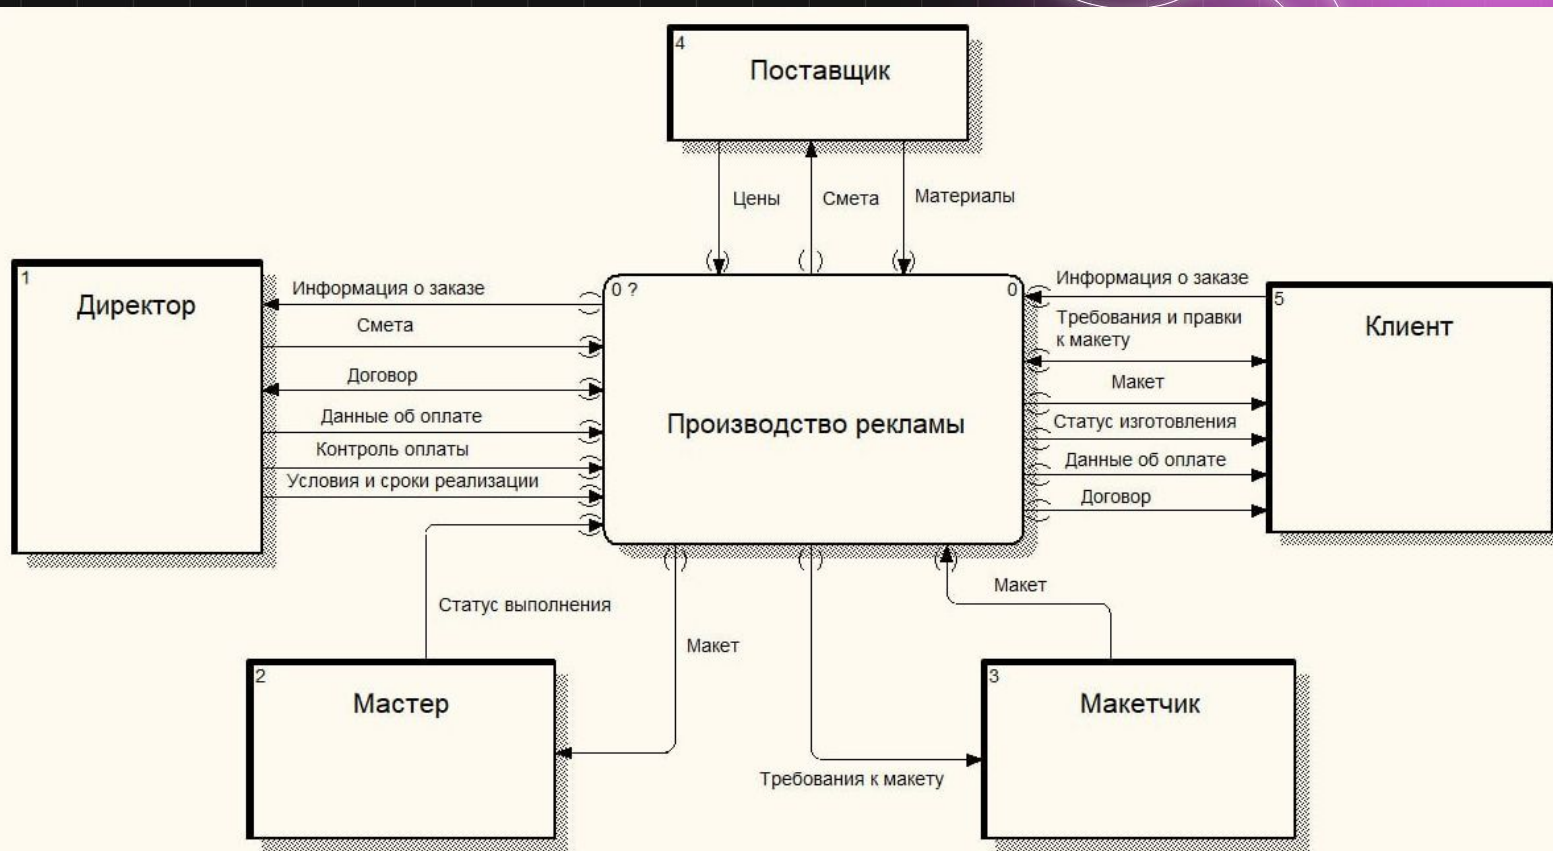 4
Поставщик
Цены
Смета
Материалы
1
Директор
Информация о заказе
Смета
Договор
Данные об оплате
Контроль оплаты
Условия и сроки реализации
0 ?
0
Производство рекламы
Информация о заказе
Требования и правки
к макету
Макет
Статус изготовления
Данные об оплате
Договор
5
Клиент
Статус выполнения
Макет
Макет
2
Мастер
Требования к макету
3
Макетчик